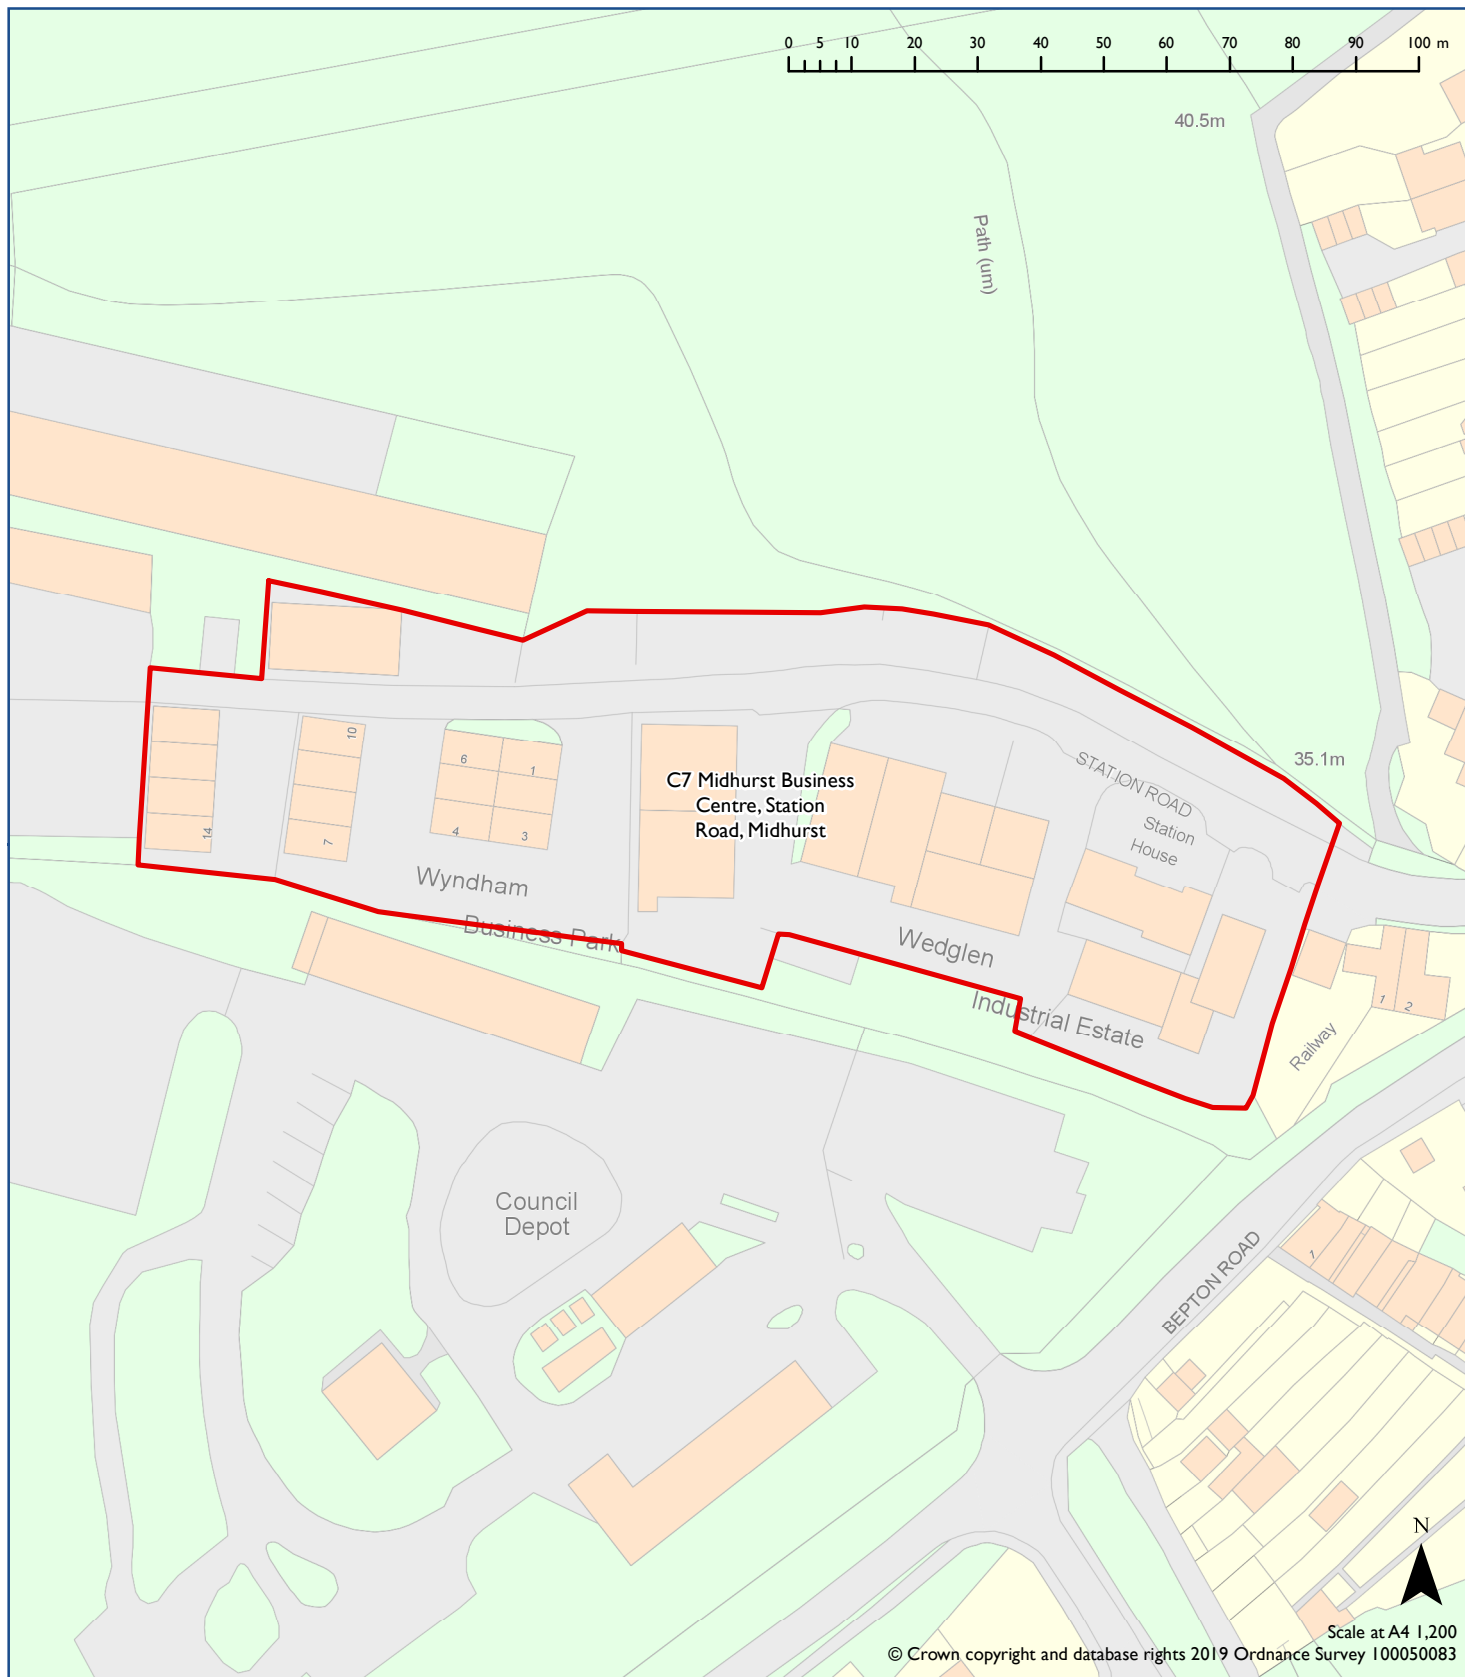 0 5 10 20 30 40 50 60 70 80 90 100 m
40.5m
Path (um)
10
6
1
C7 Midhurst Business
Centre, Station
Road, Midhurst
STATION ROAD
35.1m
Station
House
14
7
4
3
Wyndham
Business Park
Wedglen
Industrial Estate
1
2
Railway
Council
Depot
BEPTON ROAD
1
N
Scale at A4 1,200
© Crown copyright and database rights 2019 Ordnance Survey 100050083